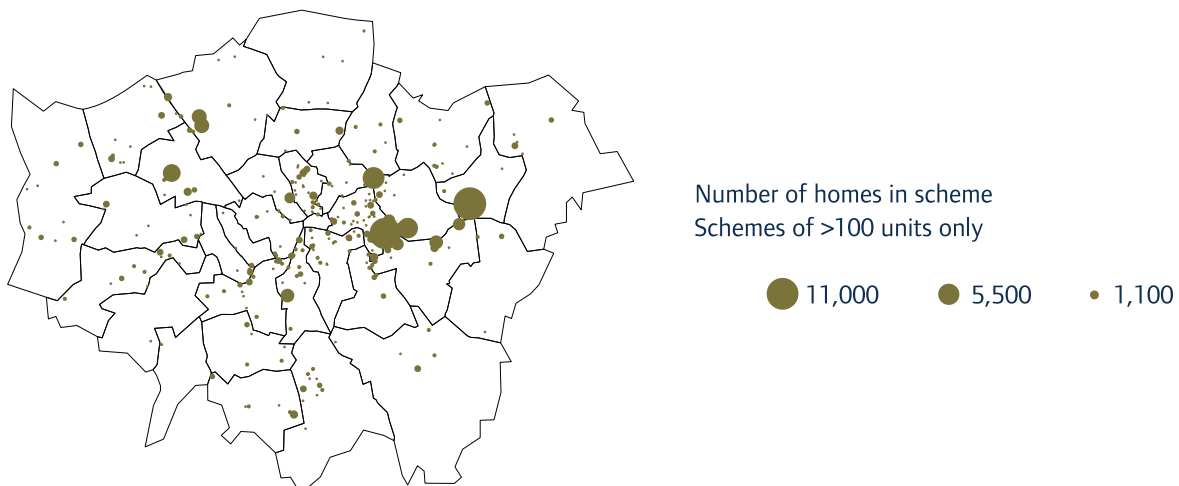 Number of homes in scheme
Schemes of >100 units only
11,000 5,500 1,100